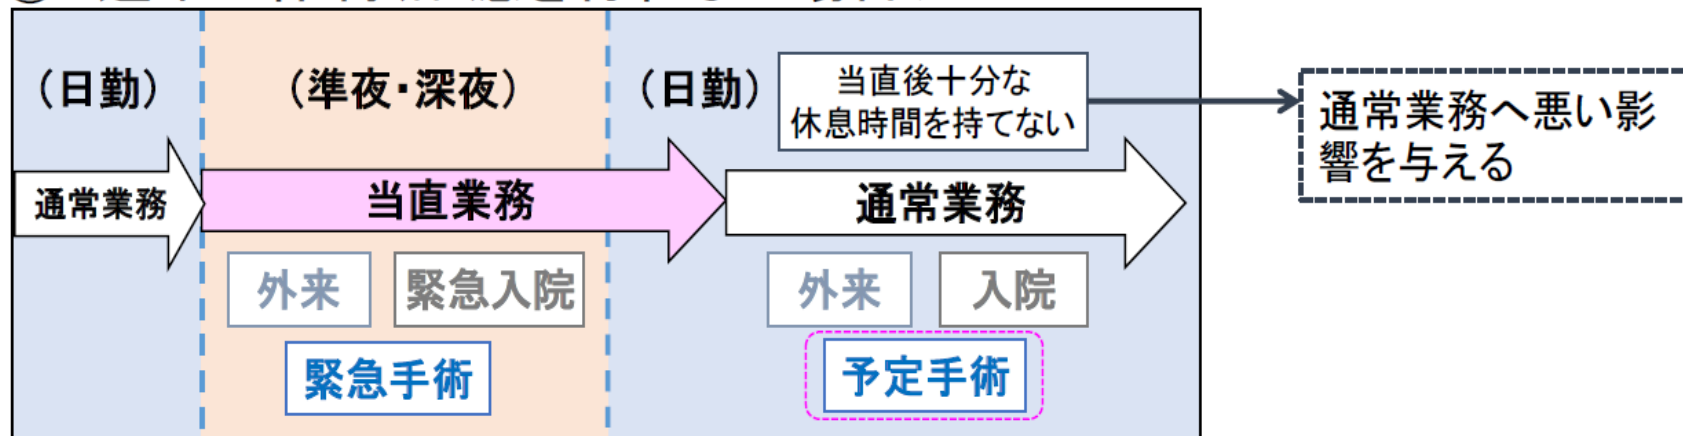 （日勤）
（準夜・深夜）
（日勤）
当直後十分な
休息時間を持てない
通常業務へ悪い影
響を与える
通常業務
当直業務
通常業務
外来
緊急入院
外来
入院
緊急手術
予定手術